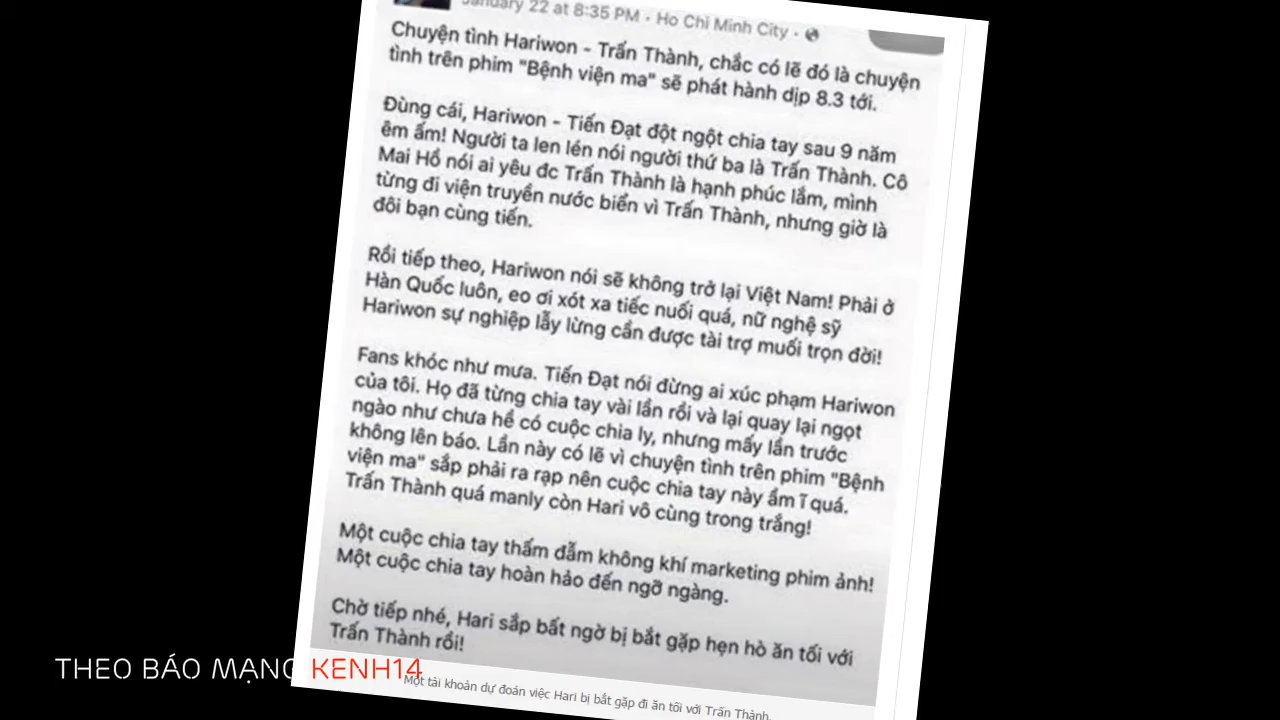 January 22 at 8:35 PM · Ho Chi Minh City ·
Chuyện tình Hariwon - Trấn Thành, chắc có lẽ đó là chuyện
tình trên phim "Bệnh viện ma" sẽ phát hành dịp 8.3 tới.
Đùng cái, Hariwon - Tiến Đạt đột ngột chia tay sau 9 năm
êm ấm! Người ta len lén nói người thứ ba là Trấn Thành. Cô
Mai Hồ nói ai yêu đc Trấn Thành là hạnh phúc lắm, mình
từng đi viện truyền nước biển vì Trấn Thành, nhưng giờ là
đôi bạn cùng tiến.
Rồi tiếp theo, Hariwon nói sẽ không trở lại Việt Nam! Phải ở
Hàn Quốc luôn, eo ơi xót xa tiếc nuối quá, nữ nghệ sỹ
Hariwon sự nghiệp lẫy lừng cần được tài trợ muối trọn đời!
Fans khóc như mưa. Tiến Đạt nói đừng ai xúc phạm Hariwon
của tôi. Họ đã từng chia tay vài lần rồi và lại quay lại ngọt
ngào như chưa hề có cuộc chia ly, nhưng mấy lần trước
không lên báo. Lần này có lẽ vì chuyện tình trên phim "Bệnh
viện ma" sắp phải ra rạp nên cuộc chia tay này ầm ĩ quá.
Trấn Thành quá manly còn Hari vô cùng trong trắng!
Một cuộc chia tay thấm đẫm không khí marketing phim ảnh!
Một cuộc chia tay hoàn hảo đến ngỡ ngàng.
Chờ tiếp nhé, Hari sắp bất ngờ bị bắt gặp hẹn hò ăn tối với
Trấn Thành rồi!
THEO BÁO MẠNG KENH14
Một tài khoản dự đoán việc Hari bị bắt gặp đi ăn tối với Trấn Thành.